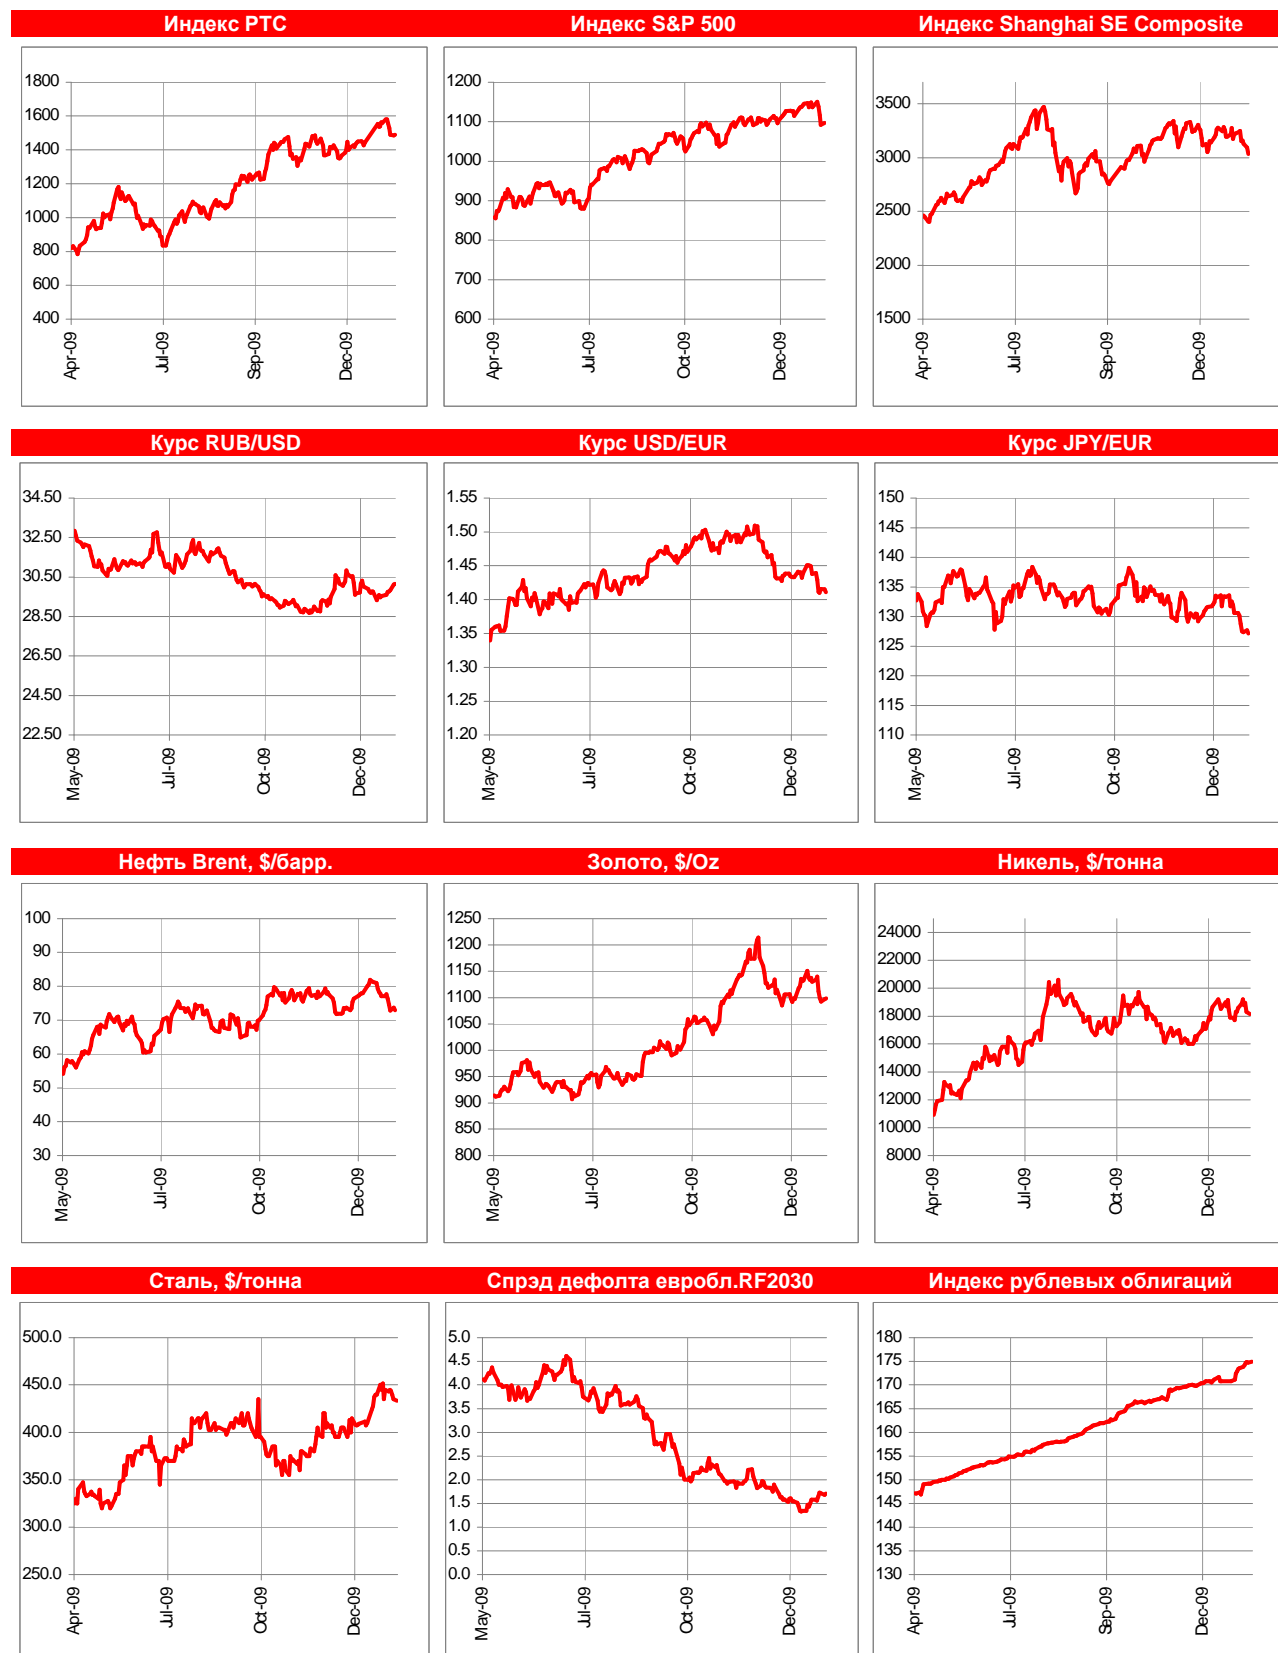 Индекс РТС
1800
1600
1400
1200
1000
800
600
400
Apr-09
Jul-09
Sep-09
Dec-09
Индекс S&P 500
1200
1100
1000
900
800
700
600
Apr-09
Jul-09
Oct-09
Dec-09
Индекс Shanghai SE Composite
3500
3000
2500
2000
1500
Apr-09
Jul-09
Sep-09
Dec-09
Курс RUB/USD
34.50
32.50
30.50
28.50
26.50
24.50
22.50
May-09
Jul-09
Oct-09
Dec-09
Курс USD/EUR
1.55
1.50
1.45
1.40
1.35
1.30
1.25
1.20
May-09
Jul-09
Oct-09
Dec-09
Курс JPY/EUR
150
145
140
135
130
125
120
115
110
May-09
Jul-09
Oct-09
Dec-09
Нефть Brent, $/барр.
100
90
80
70
60
50
40
30
May-09
Jul-09
Oct-09
Dec-09
Золото, $/Oz
1250
1200
1150
1100
1050
1000
950
900
850
800
May-09
Jul-09
Oct-09
Dec-09
Никель, $/тонна
24000
22000
20000
18000
16000
14000
12000
10000
8000
Apr-09
Jul-09
Oct-09
Dec-09
Сталь, $/тонна
500.0
450.0
400.0
350.0
300.0
250.0
Apr-09
Jul-09
Oct-09
Dec-09
Спрэд дефолта евробл.RF2030
5.0
4.5
4.0
3.5
3.0
2.5
2.0
1.5
1.0
0.5
0.0
May-09
Jul-09
Oct-09
Dec-09
Индекс рублевых облигаций
180
175
170
165
160
155
150
145
140
135
130
Apr-09
Jul-09
Sep-09
Dec-09